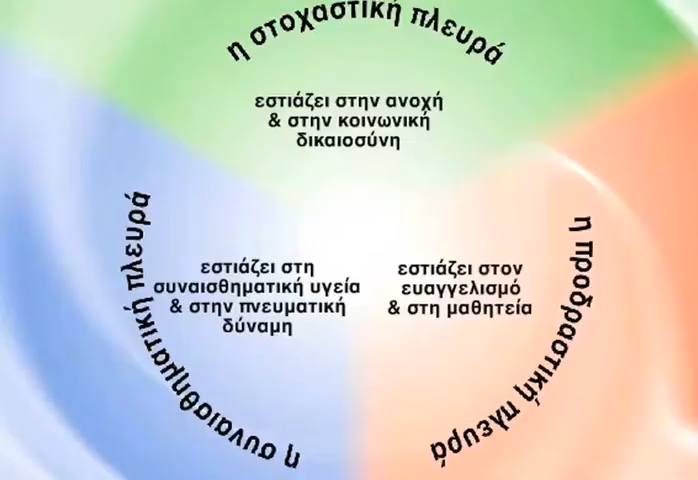 η στοχαστική πλευρά
εστιάζει στην ανοχή
& στην κοινωνική
δικαιοσύνη
η συναισθηματική πλευρά
εστιάζει στη
συναισθηματική υγεία
& στην πνευματική
δύναμη
εστιάζει στον
ευαγγελισμό
& στη μαθητεία
η προδραστική πλευρά